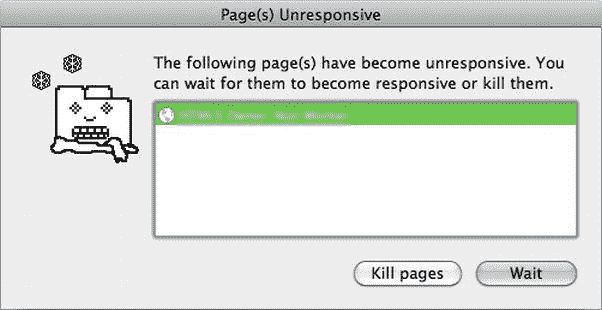 Page(s) Unresponsive
The following page(s) have become unresponsive. You
can wait for them to become responsive or kill them.
Kill pages
Wait